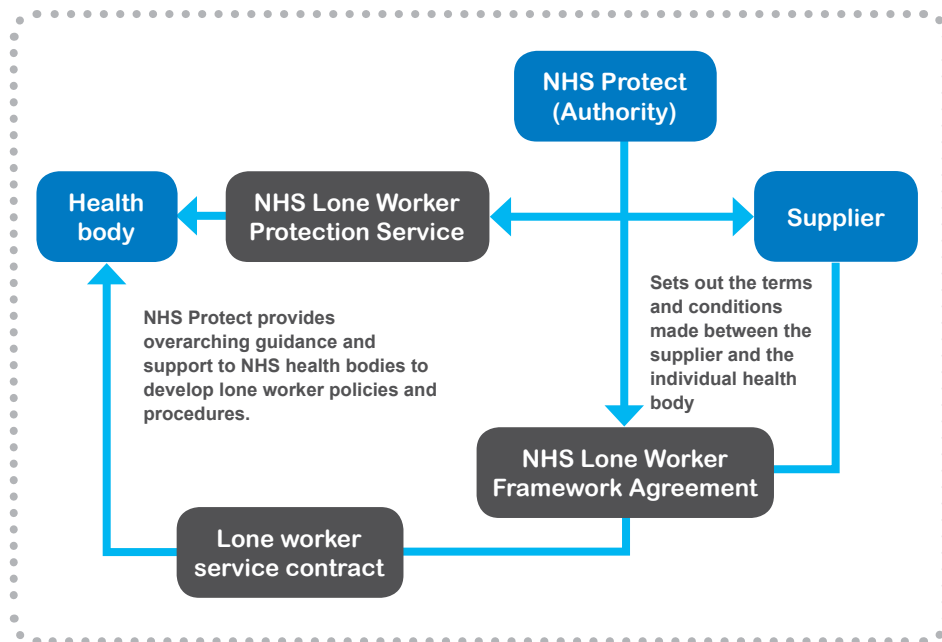 NHS Protect
(Authority)
Health
body
NHS Lone Worker
Protection Service
Supplier
NHS Protect provides
overarching guidance and
support to NHS health bodies to
develop lone worker policies and
procedures.
Sets out the terms
and conditions
made between the
supplier and the
individual health
body
NHS Lone Worker
Framework Agreement
Lone worker
service contract